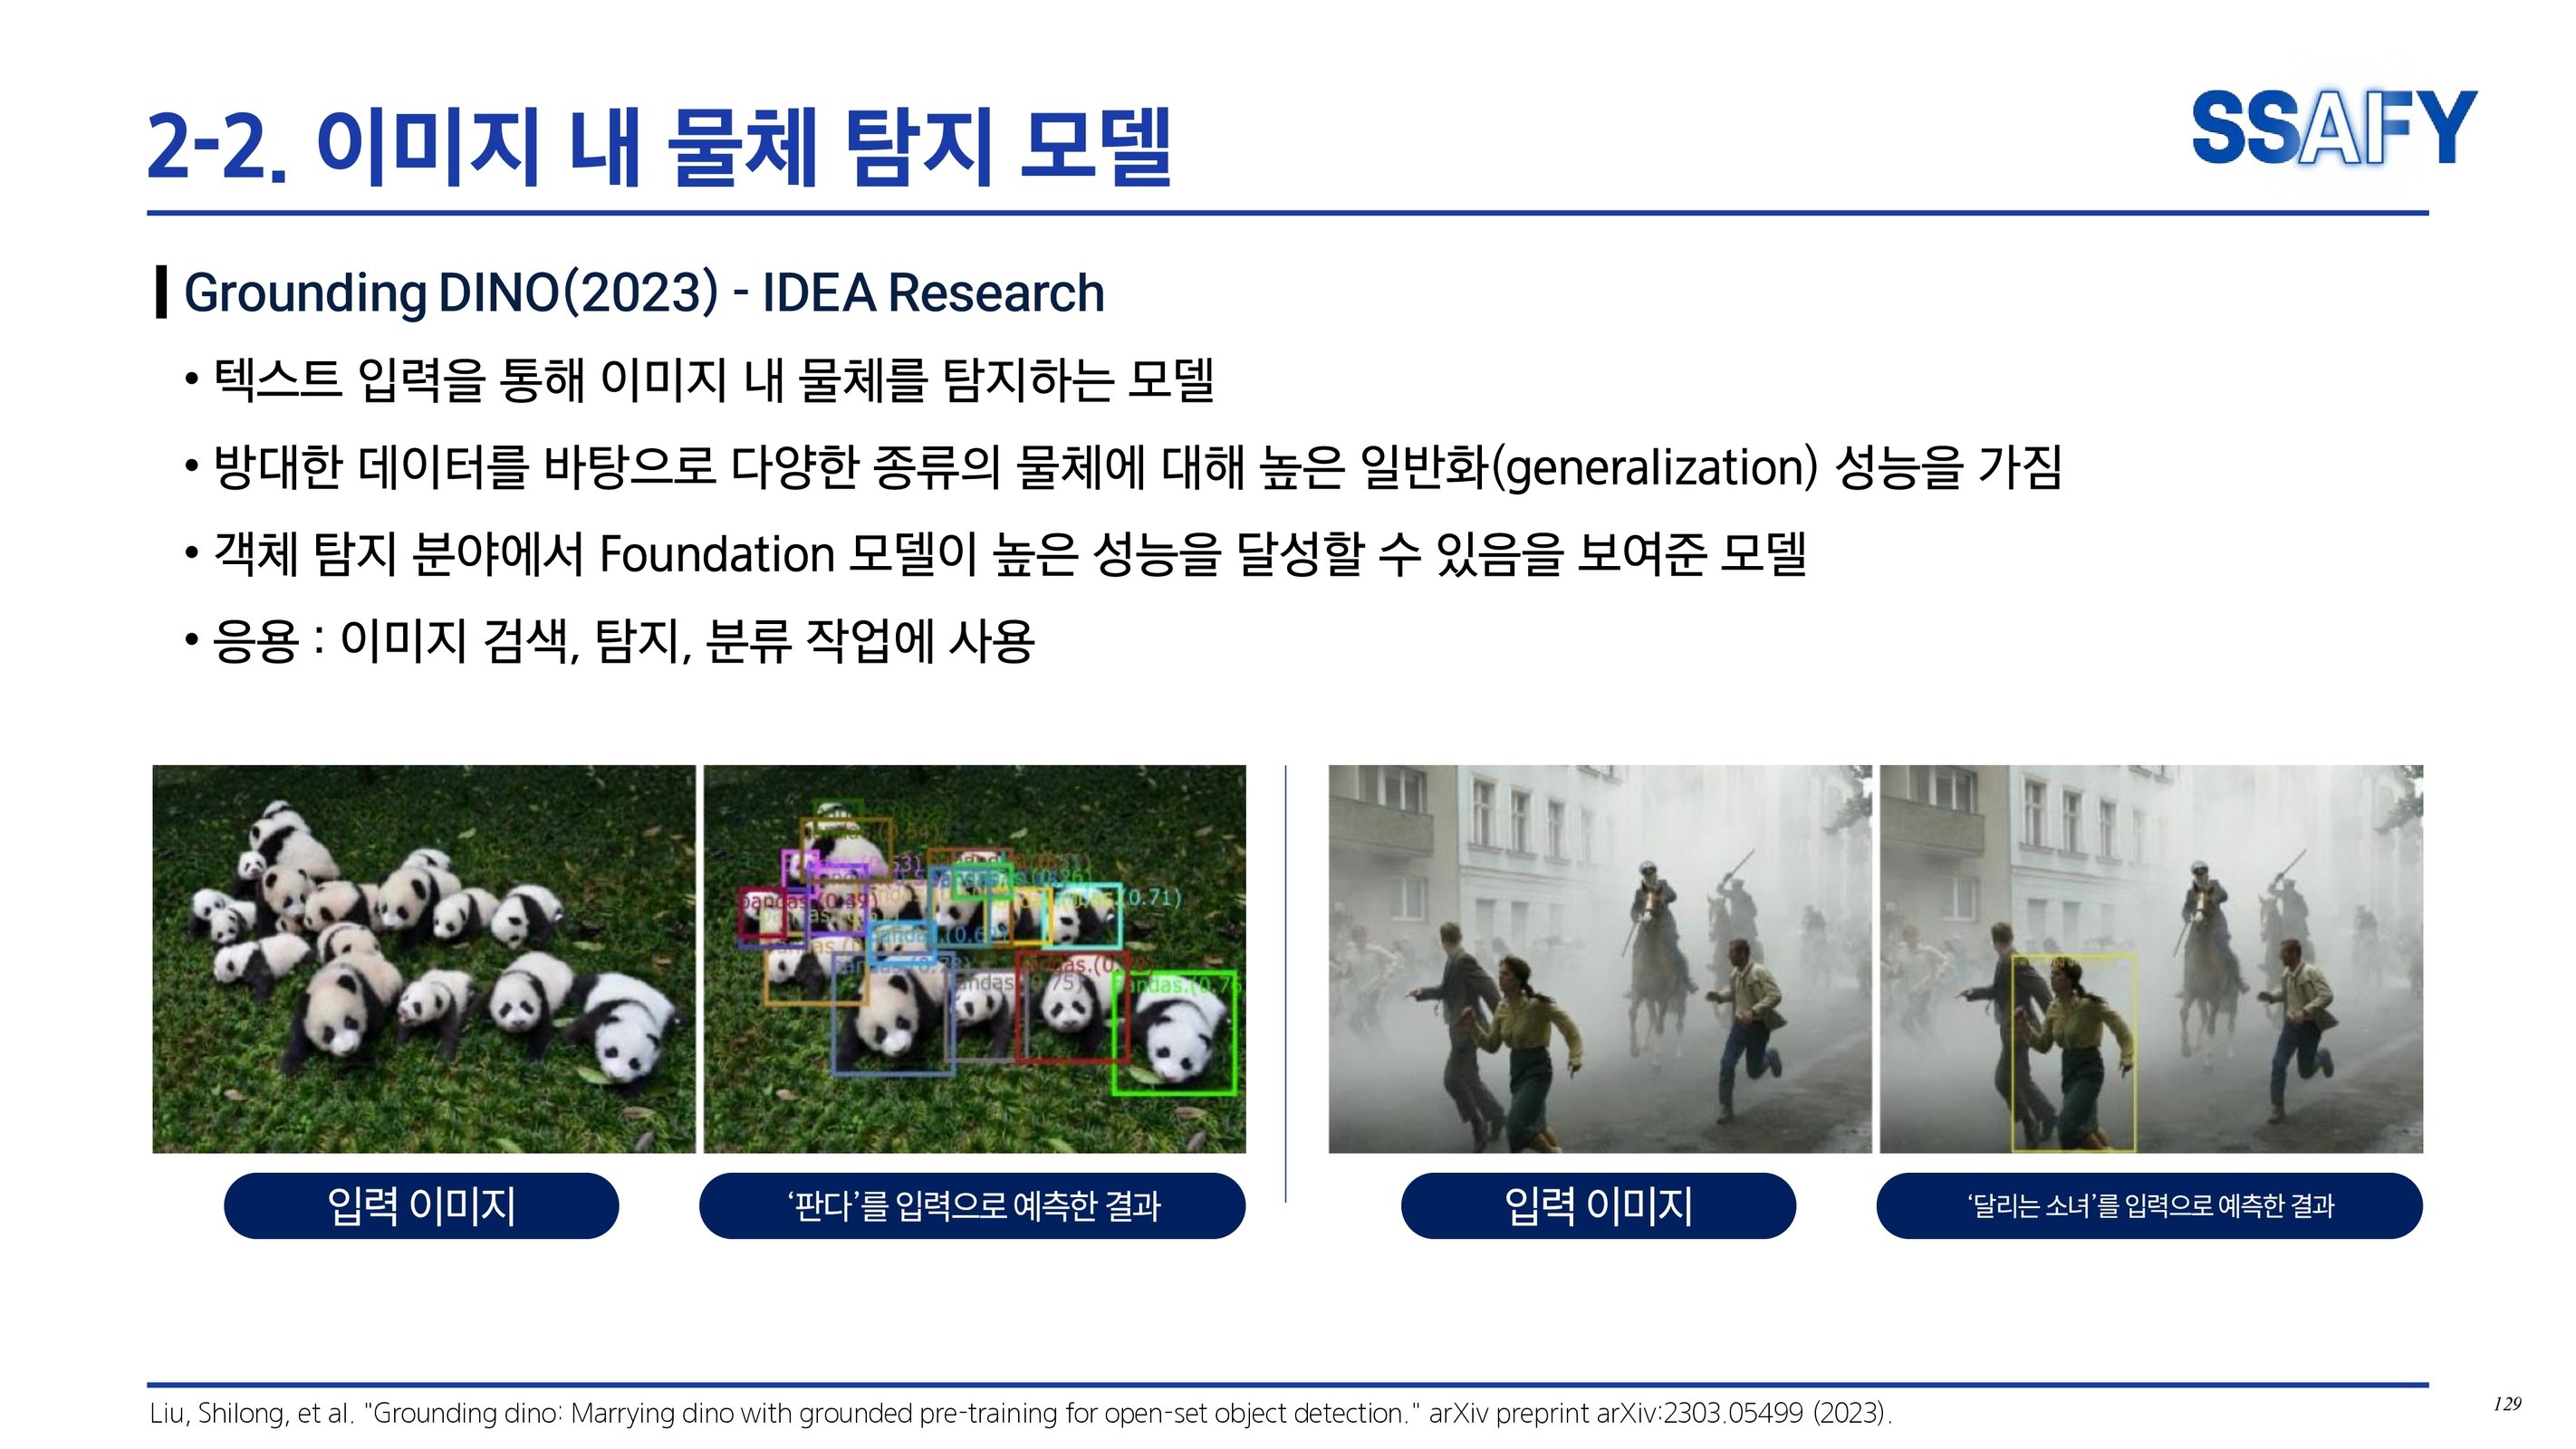 2-2. 이미지 내 물체 탐지 모델
SSAFY
Grounding DINO(2023) - IDEA Research
• 텍스트 입력을 통해 이미지 내 물체를 탐지하는 모델
• 방대한 데이터를 바탕으로 다양한 종류의 물체에 대해 높은 일반화(generalization) 성능을 가짐
• 객체 탐지 분야에서 Foundation 모델이 높은 성능을 달성할 수 있음을 보여준 모델
• 응용 : 이미지 검색, 탐지, 분류 작업에 사용
pandas.(0.49)
(0.71)
입력 이미지
‘판다’를 입력으로 예측한 결과
입력 이미지
‘달리는 소녀’를 입력으로 예측한 결과
Liu, Shilong, et al. "Grounding dino: Marrying dino with grounded pre-training for open-set object detection." arXiv preprint arXiv:2303.05499 (2023).
129